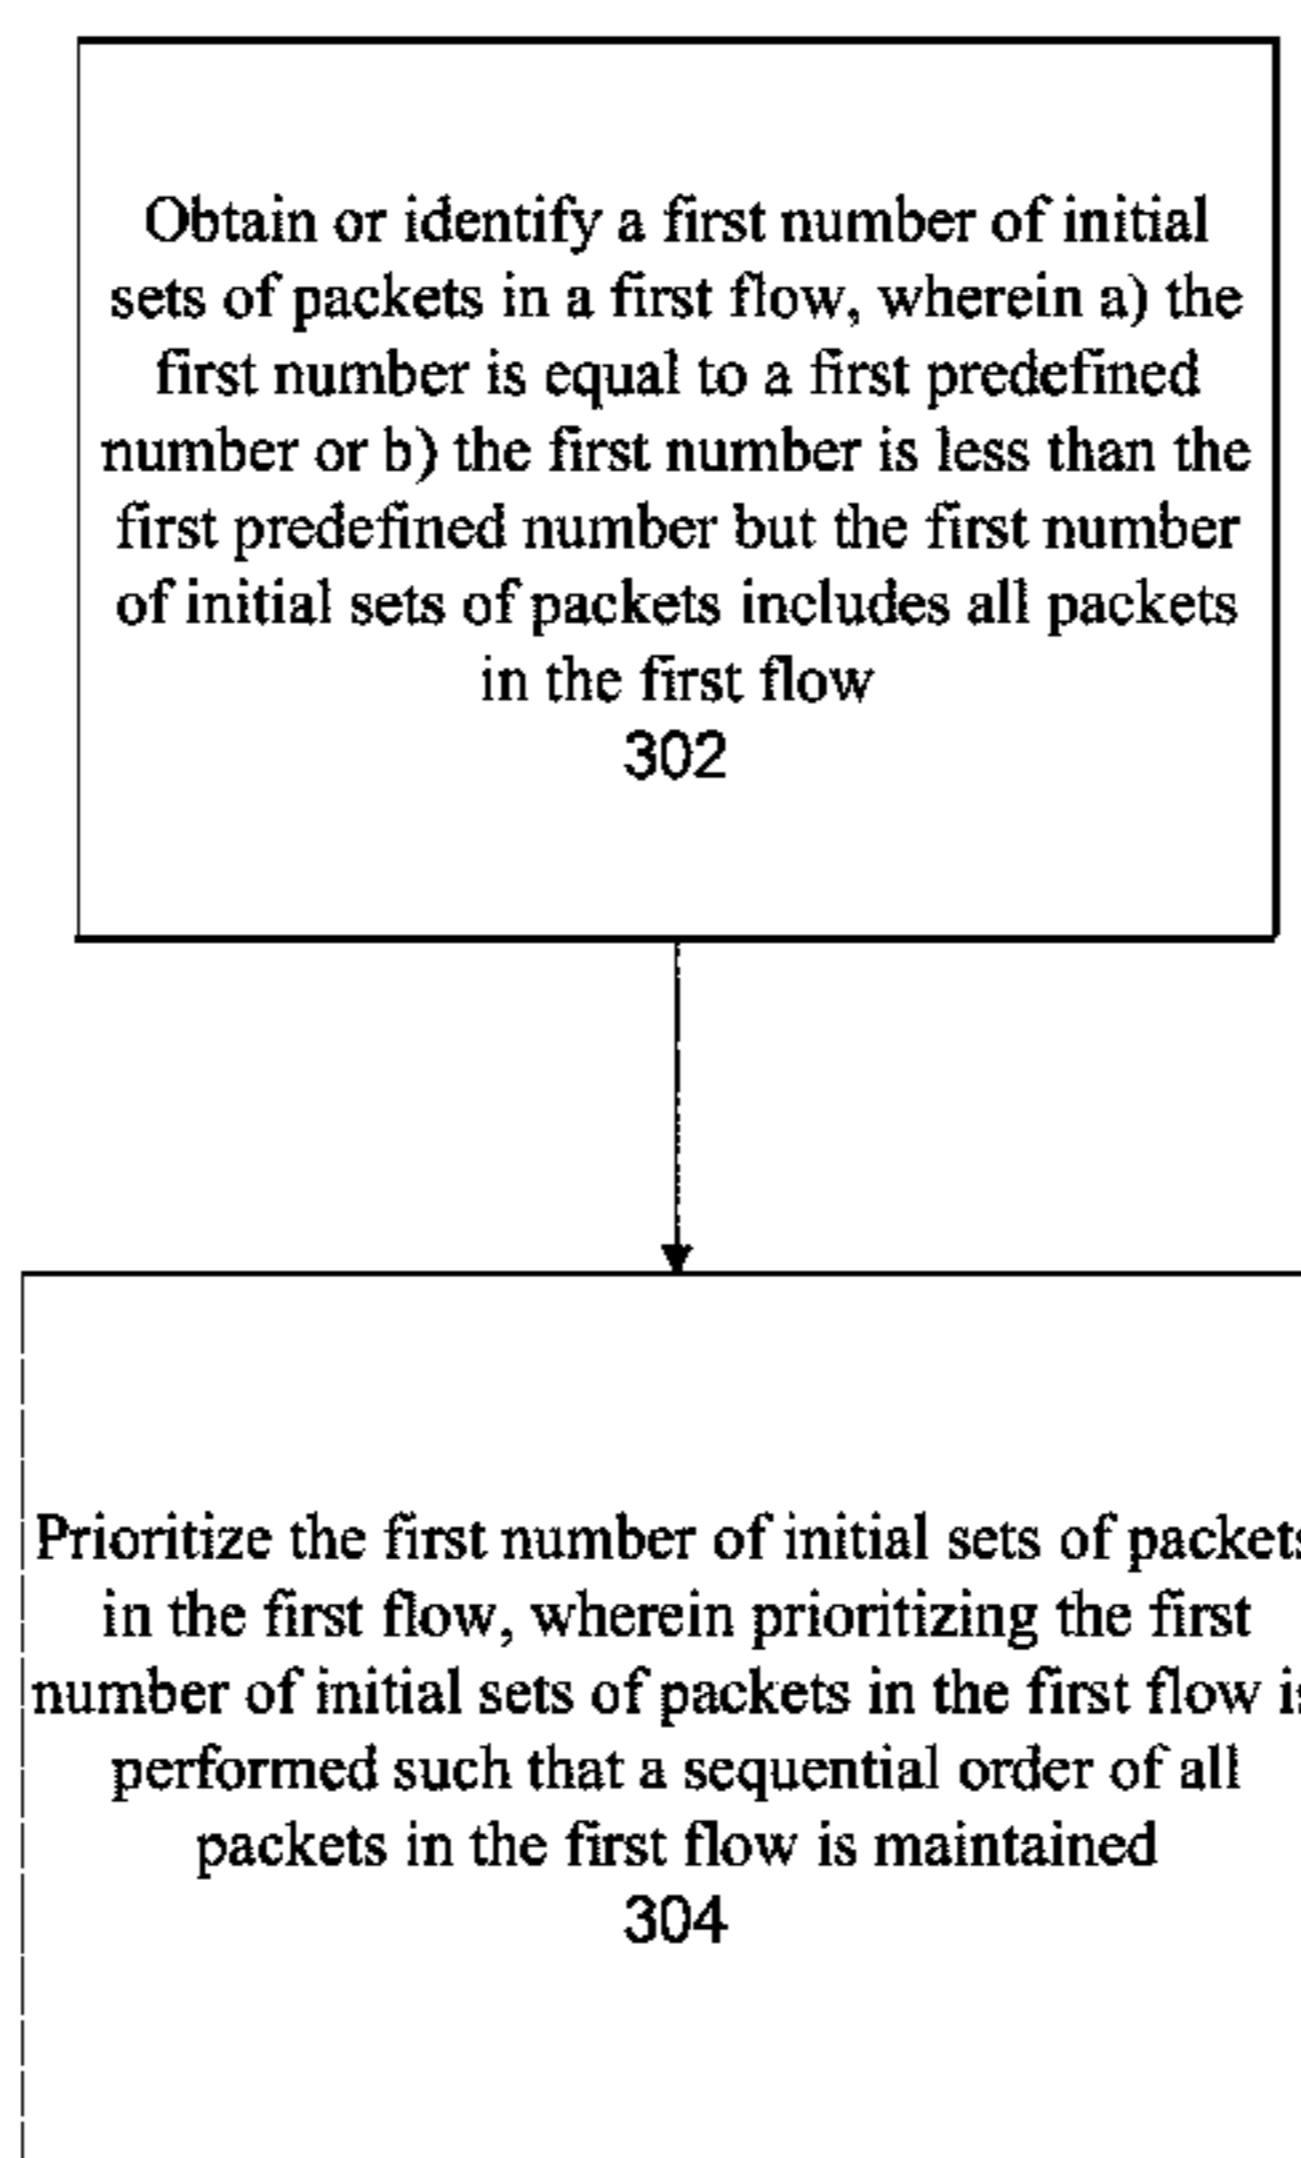 Obtain or identify a first number of initial
sets of packets in a first flow, wherein a) the
first number is equal to a first predefined
number or b) the first number is less than the
first predefined number but the first number
of initial sets of packets includes all packets
in the first flow
302
Prioritize the first number of initial sets of packets
in the first flow, wherein prioritizing the first
number of initial sets of packets in the first flow is
performed such that a sequential order of all
packets in the first flow is maintained
304